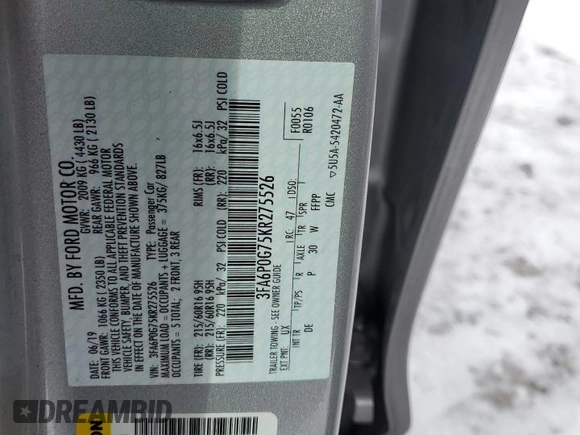 MFD. BY FORD MOTOR CO.
06/19 GVWR: 2009 KG ( 4430 LB)
FRONT GAWR: 1066 KG ( 2350 LB) REAR GAWR: 966 KG ( 2130 LB)
THIS VEHICLE CONFORMS TO ALL APPLICABLE FEDERAL MOTOR
VEHICLE SAFETY, BUMPER, AND THEFT PREVENTION STANDARDS
IN EFFECT ON THE DATE OF MANUFACTURE SHOWN ABOVE.
VIN: 3FA6P0G75KR275526 TYPE: Passenger Car
MAXIMUM LOAD = OCCUPANTS + LUGGAGE = 375KG/ 827LB
OCCUPANTS = 5 TOTAL; 2 FRONT, 3 REAR
TIRE (FR): 215/60R16 95H RIMS (FR): 16x6.5J
(RR): 215/60R16 95H (RR): 16x6.5J
PRESSURE (FR): 220 kPa/ 32 PSI COLD (RR): 220 kPa/ 32 PSI COLD
3FA6P0G75KR275526
F0055
R0106
TRAILER TOWING - SEE OWNER GUIDE
EXT PNT: UX RC: 47 DSO:
TP/PS R AXLE TR SPR
DE P 30 W FFPP
CMC ▽5U5A-5420472-AA
DREAMBID